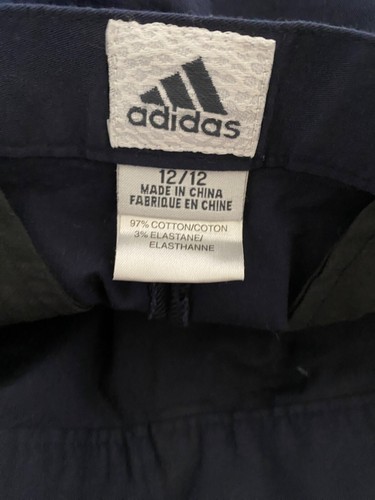 adidas
12/12
MADE IN CHINA
FABRIQUE EN CHINE
97% COTTON/COTON
3% ELASTANE/
ELASTHANNE